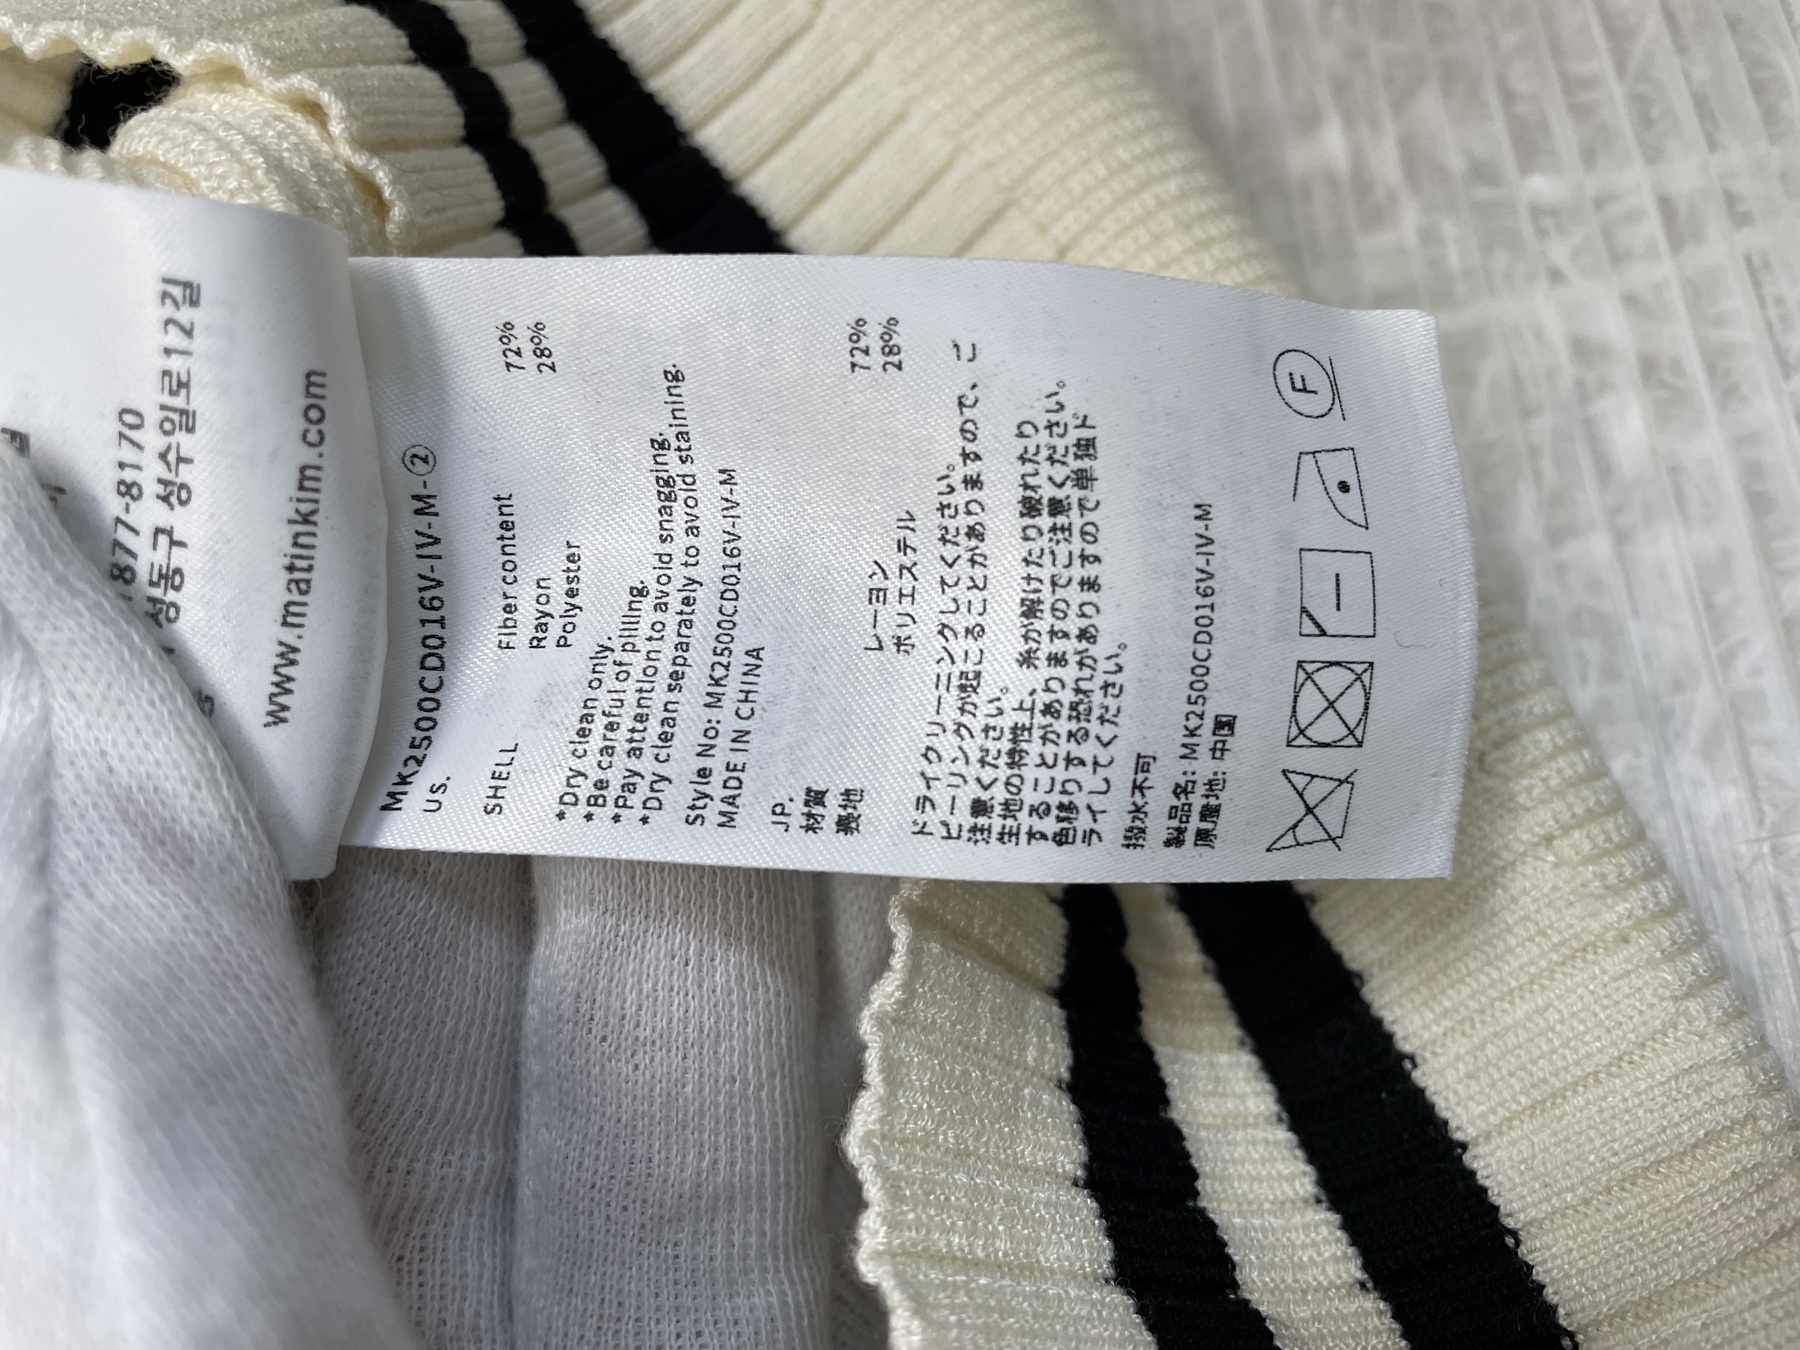 1877-8170
성동구 성수일로12길
www.matinkim.com
MK2500CD016V-IV-M-②
US.
Fiber content
SHELL Rayon 72%
Polyester 28%
*Dry clean only.
*Be careful of pilling.
*Pay attention to avoid snagging.
*Dry clean separately to avoid staining.
Style No: MK2500CD016V-IV-M
MADE IN CHINA
JP.
材質
裏地 レーヨン 72%
ポリエステル 28%
ドライクリーニングしてください。
ピーリングが起こることがありますので、ご
注意ください。
生地の特性上、糸が解けたり破れたり
することがありますのでご注意ください。
色移りする恐れがありますので単独ド
ライしてください。
撥水不可
製品名: MK2500CD016V-IV-M
原産地: 中国
F